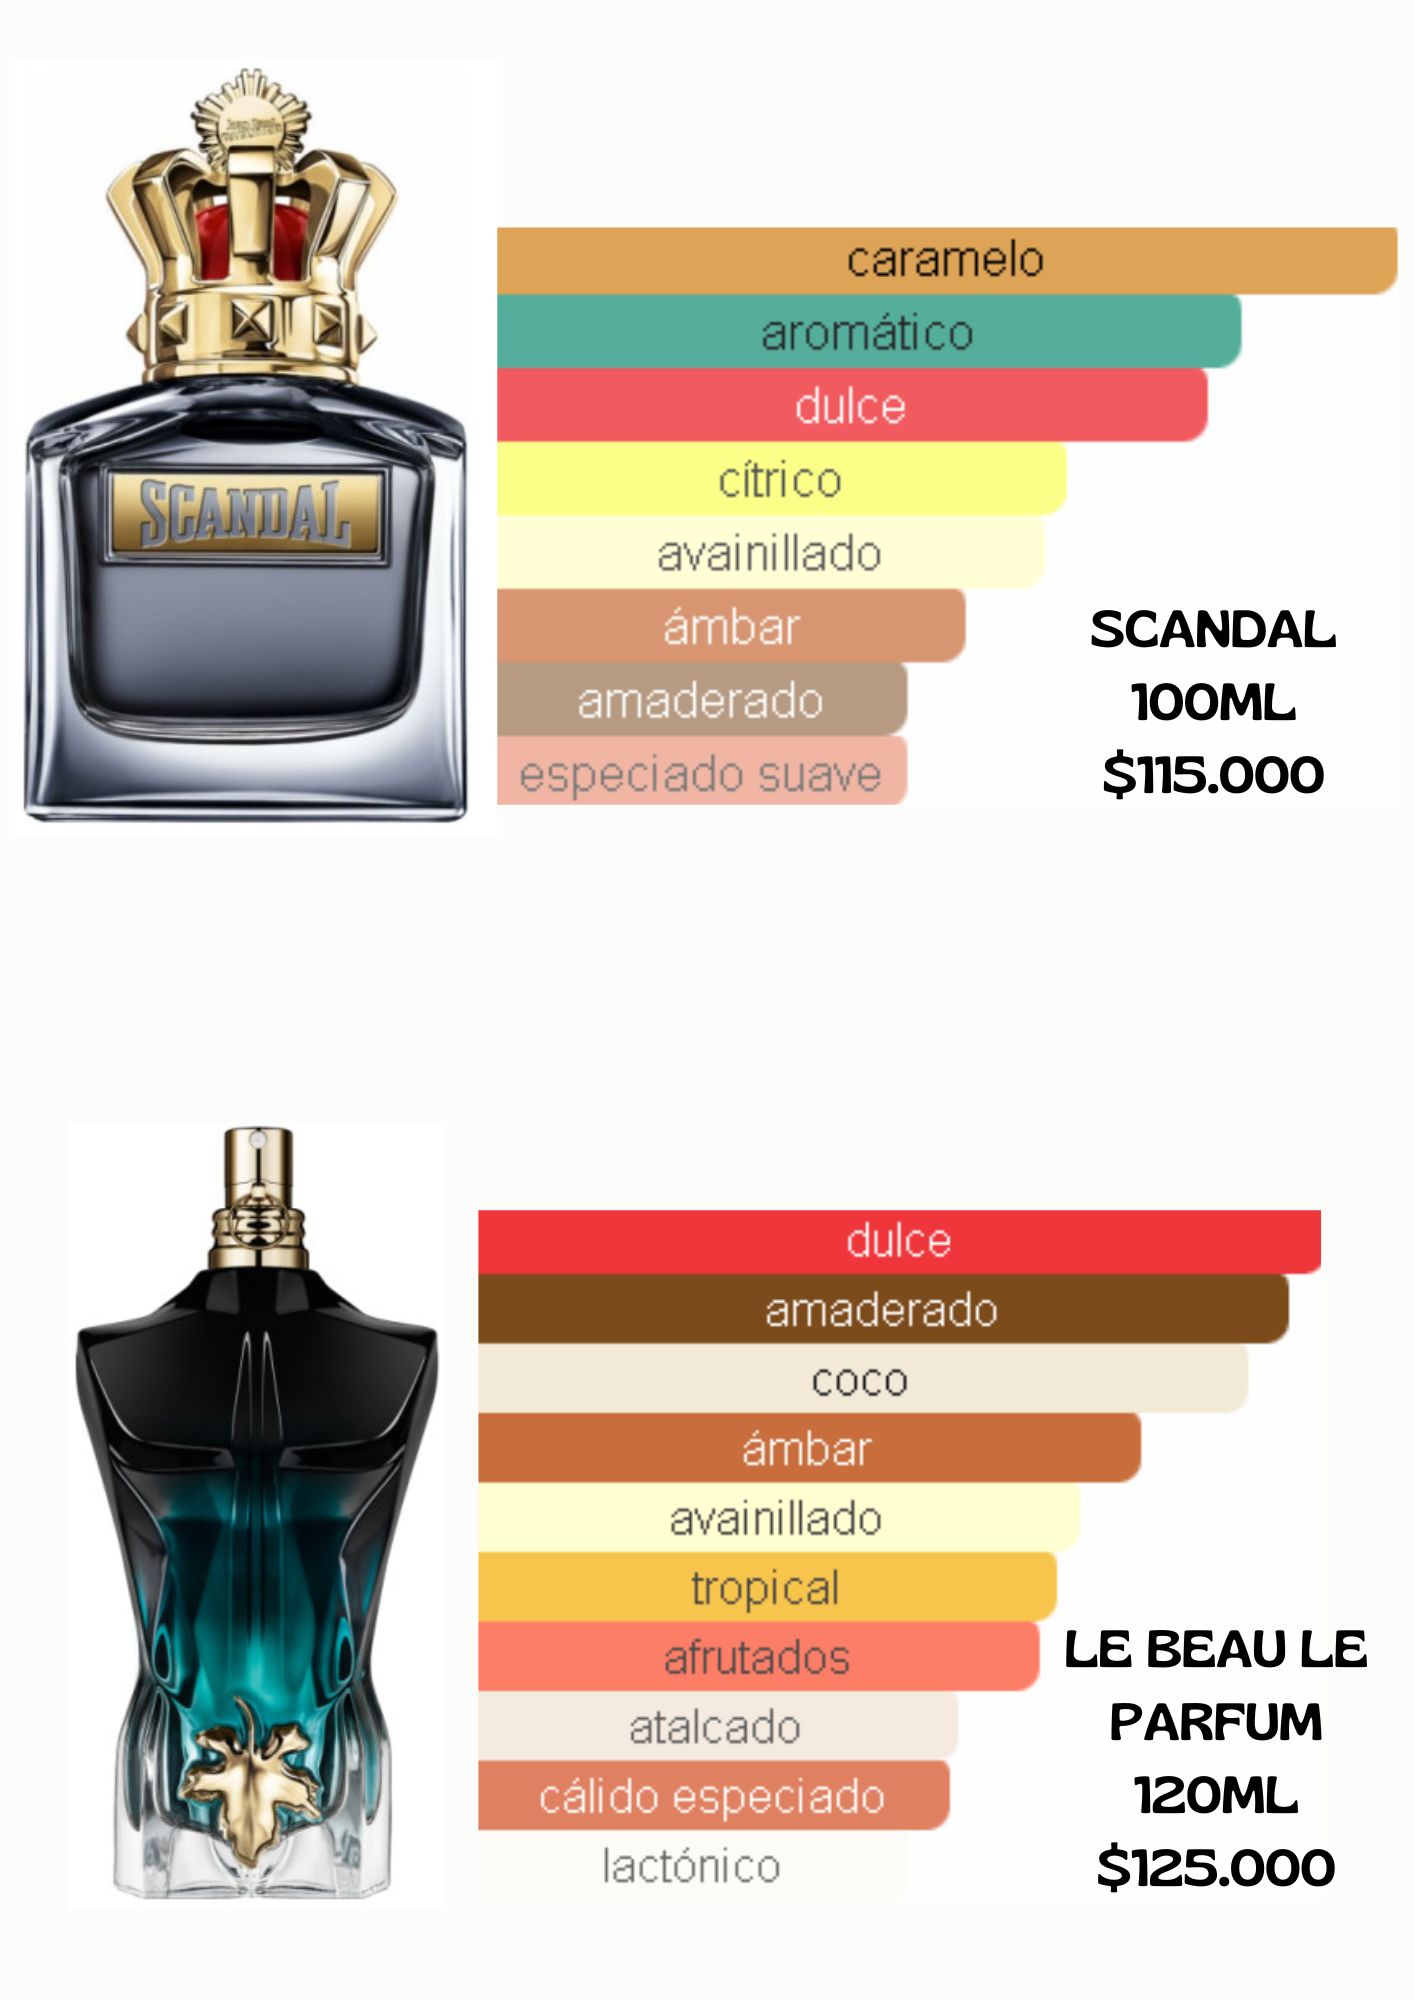 SCANDAL
caramelo
aromático
dulce
cítrico
avainillado
ámbar
amaderado
especiado suave
SCANDAL
100ML
$115.000
dulce
amaderado
coco
ámbar
avainillado
tropical
afrutados
atalcado
cálido especiado
lactónico
LE BEAU LE
PARFUM
120ML
$125.000